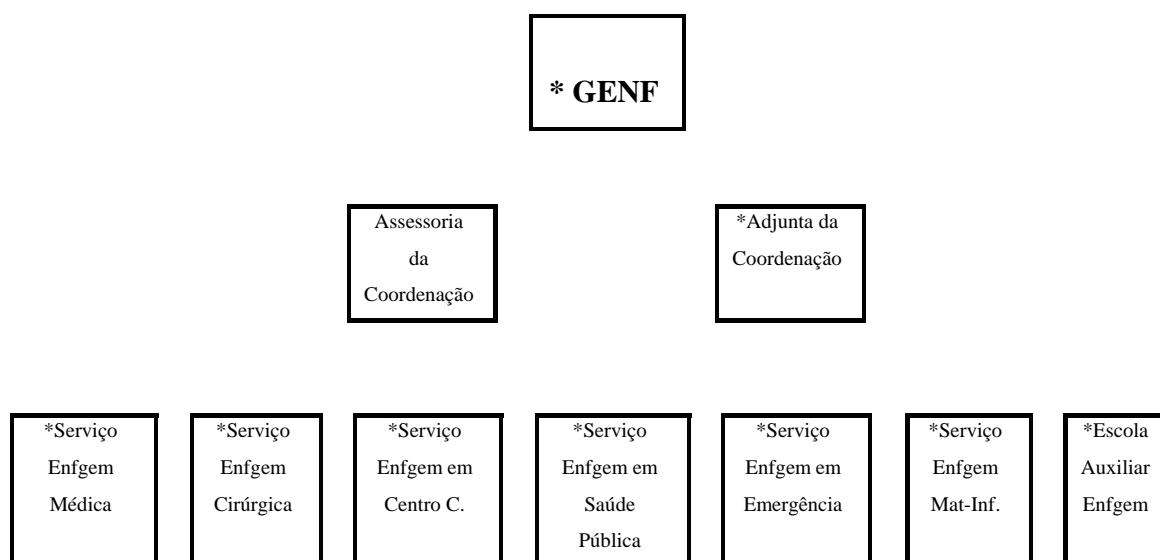 * GENF
Assessoria
da
Coordenação
*Adjunta da
Coordenação
*Serviço
Enfgem
Médica
*Serviço
Enfgem
Cirúrgica
*Serviço
Enfgem em
Centro C.
*Serviço
Enfgem em
Saúde
Pública
*Serviço
Enfgem em
Emergência
*Serviço
Enfgem
Mat-Inf.
*Escola
Auxiliar
Enfgem